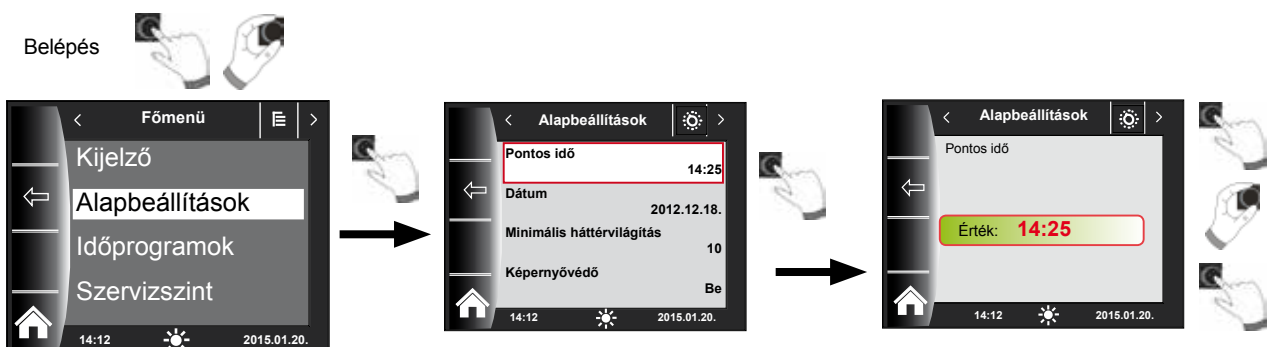 Belépés
Főmenü
Kijelző
Alapbeállítások
Időprogramok
Szervizszint
14:12
2015.01.20.
Alapbeállítások
Pontos idő
14:25
Dátum
2012.12.18.
Minimális háttérvilágítás
10
Képernyővédő
Be
14:12
2015.01.20.
Alapbeállítások
Pontos idő
Érték: 14:25
14:12
2015.01.20.